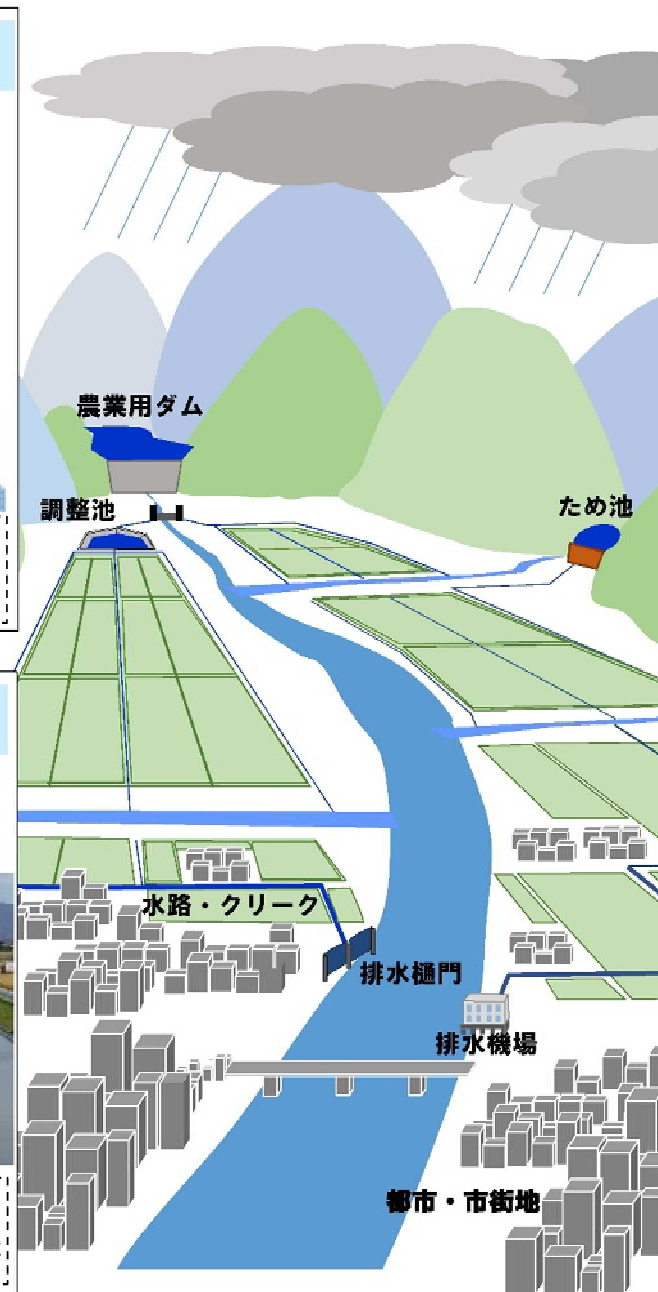 農業用ダム
調整池
ため池
水路・クリーク
排水樋門
排水機場
都市・市街地